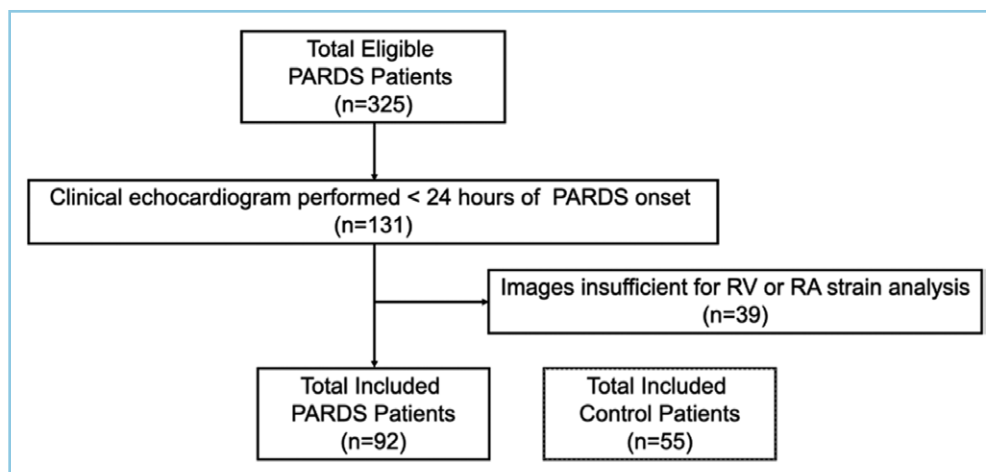 Total Eligible
PARDS Patients
(n=325)
Clinical echocardiogram performed < 24 hours of PARDS onset
(n=131)
Images insufficient for RV or RA strain analysis
(n=39)
Total Included
PARDS Patients
(n=92)
Total Included
Control Patients
(n=55)